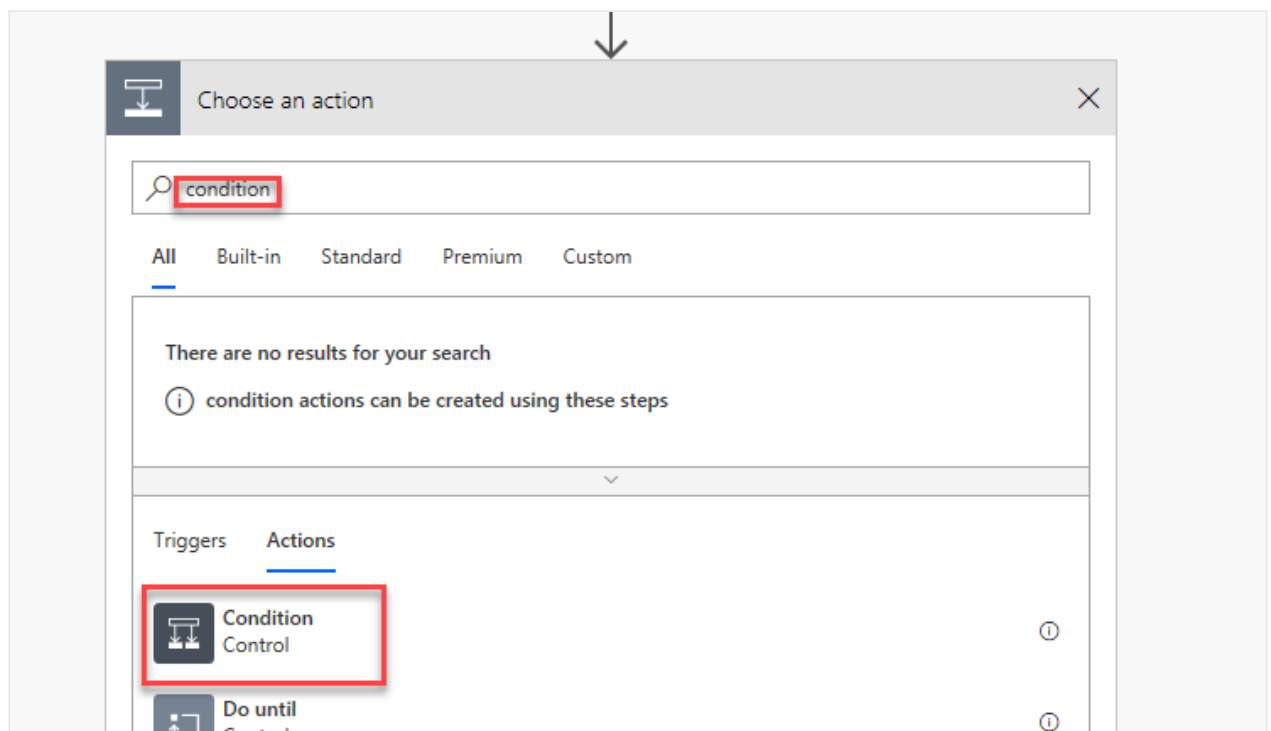 Choose an action
condition
All Built-in Standard Premium Custom
There are no results for your search
condition actions can be created using these steps
Triggers Actions
Condition
Control
Do until